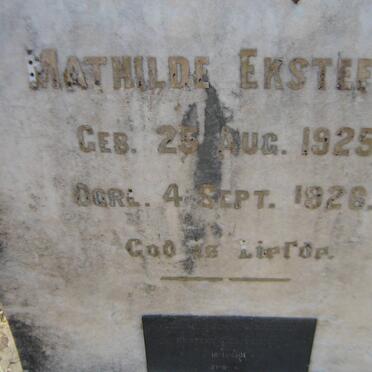 MATHILDE EKSTEE
GEB. 25 AUG. 1925
OORL. 4 SEPT. 1926.
GOD IS LIEFDE.